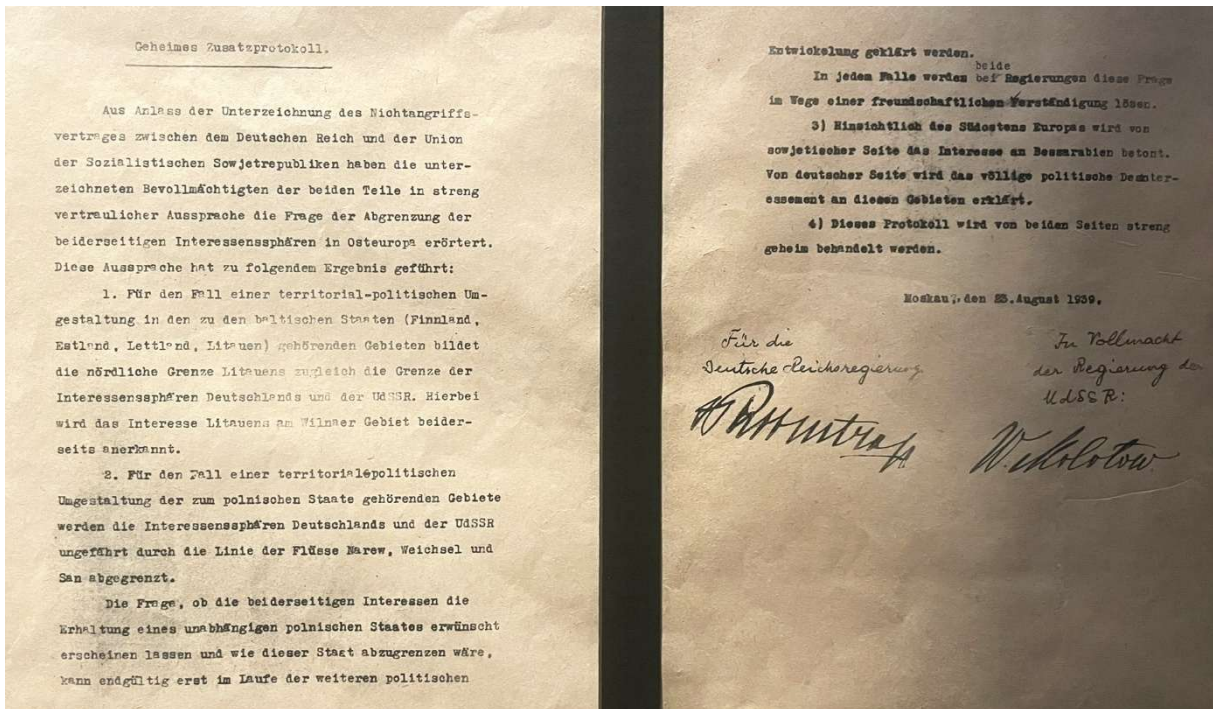 Geheimes Zusatzprotokoll.
Aus Anlass der Unterzeichnung des Nichtangriffs-
vertrages zwischen dem Deutschen Reich und der Union
der Sozialistischen Sowjetrepubliken haben die unter-
zeichneten Bevollmächtigten der beiden Teile in streng
vertraulicher Aussprache die Frage der Abgrenzung der
beiderseitigen Interessenssphären in Osteuropa erörtert.
Diese Aussprache hat zu folgendem Ergebnis geführt:
1. Für den Fall einer territorial-politischen Um-
gestaltung in den zu den baltischen Staaten (Finnland,
Estland, Lettland, Litauen) gehörenden Gebieten bildet
die nördliche Grenze Litauens zugleich die Grenze der
Interessenssphären Deutschlands und der UdSSR. Hierbei
wird das Interesse Litauens am Wilnaer Gebiet beider-
seits anerkannt.
2. Für den Fall einer territorial-politischen
Umgestaltung der zum polnischen Staate gehörenden Gebiete
werden die Interessenssphären Deutschlands und der UdSSR
ungefährt durch die Linie der Flüsse Narew, Weichsel und
San abgegrenzt.
Die Frage, ob die beiderseitigen Interessen die
Erhaltung eines unabhängigen polnischen Staates erwünscht
erscheinen lassen und wie dieser Staat abzugrenzen wäre,
kann endgültig erst im Laufe der weiteren politischen
Entwickelung geklärt werden.
beide
In jedem Falle werden bei Regierungen diese Frage
im Wege einer freundschaftlichen Verständigung lösen.
3) Hinsichtlich des Südostens Europas wird von
sowjetischer Seite das Interesse an Bessarabien betont.
Von deutscher Seite wird das völlige politische Desinter-
essement an diesen Gebieten erklärt.
4) Dieses Protokoll wird von beiden Seiten streng
geheim behandelt werden.
Moskau, den 23. August 1939.
Für die
Deutsche Reichsregierung
In Vollmacht
der Regierung der
UdSSR:
W. Molotow